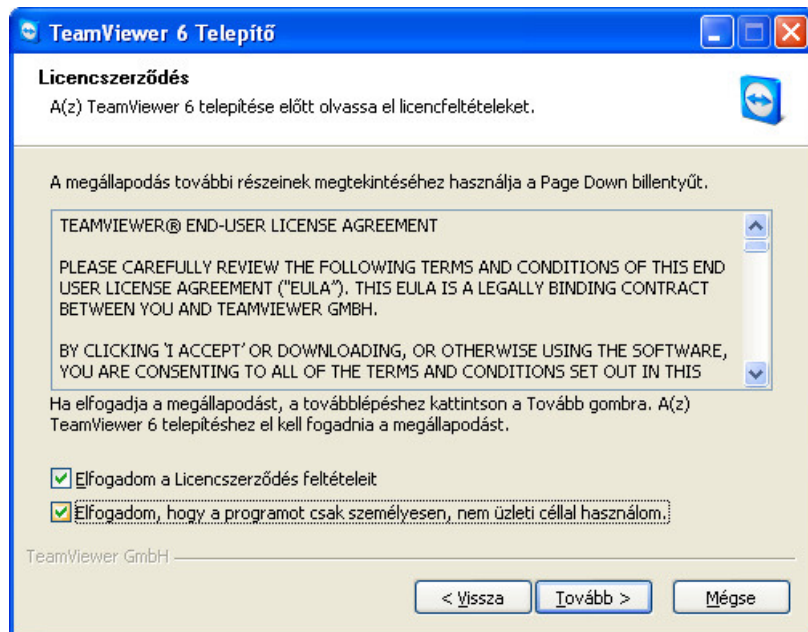 TeamViewer 6 Telepítő
Licencszerződés
A(z) TeamViewer 6 telepítése előtt olvassa el licencfeltételeket.
A megállapodás további részeinek megtekintéséhez használja a Page Down billentyűt.
TEAMVIEWER® END-USER LICENSE AGREEMENT
PLEASE CAREFULLY REVIEW THE FOLLOWING TERMS AND CONDITIONS OF THIS END
USER LICENSE AGREEMENT ("EULA"). THIS EULA IS A LEGALLY BINDING CONTRACT
BETWEEN YOU AND TEAMVIEWER GMBH.
BY CLICKING 'I ACCEPT' OR DOWNLOADING, OR OTHERWISE USING THE SOFTWARE,
YOU ARE CONSENTING TO ALL OF THE TERMS AND CONDITIONS SET OUT IN THIS
Ha elfogadja a megállapodást, a továbblépéshez kattintson a Tovább gombra. A(z)
TeamViewer 6 telepítéshez el kell fogadnia a megállapodást.
Elfogadom a Licencszerződés feltételeit
Elfogadom, hogy a programot csak személyesen, nem üzleti céllal használom.
TeamViewer GmbH
< Vissza
Tovább >
Mégse